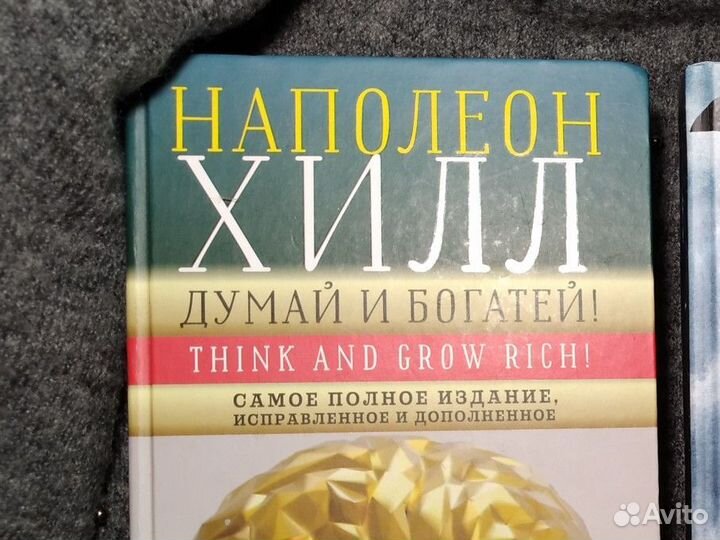 НАПОЛЕОН
ХИЛЛ
ДУМАЙ И БОГАТЕЙ!
THINK AND GROW RICH!
САМОЕ ПОЛНОЕ ИЗДАНИЕ,
ИСПРАВЛЕННОЕ И ДОПОЛНЕННОЕ
Avito